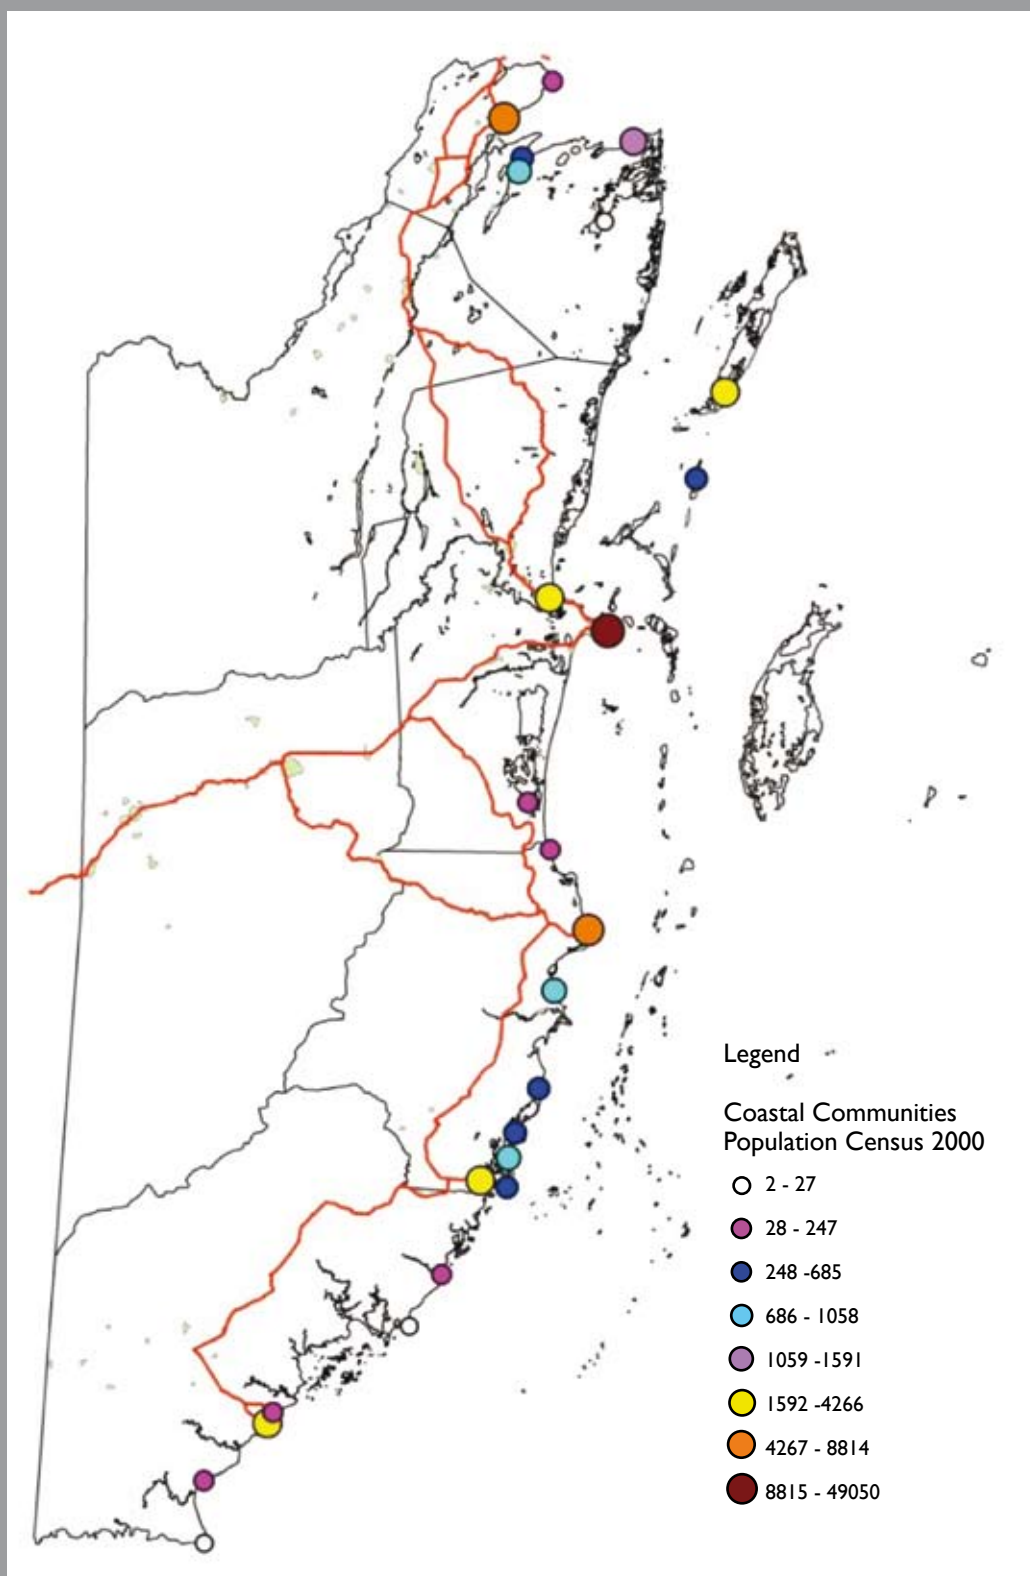 Legend
Coastal Communities
Population Census 2000
2 - 27
28 - 247
248 -685
686 - 1058
1059 -1591
1592 -4266
4267 - 8814
8815 - 49050